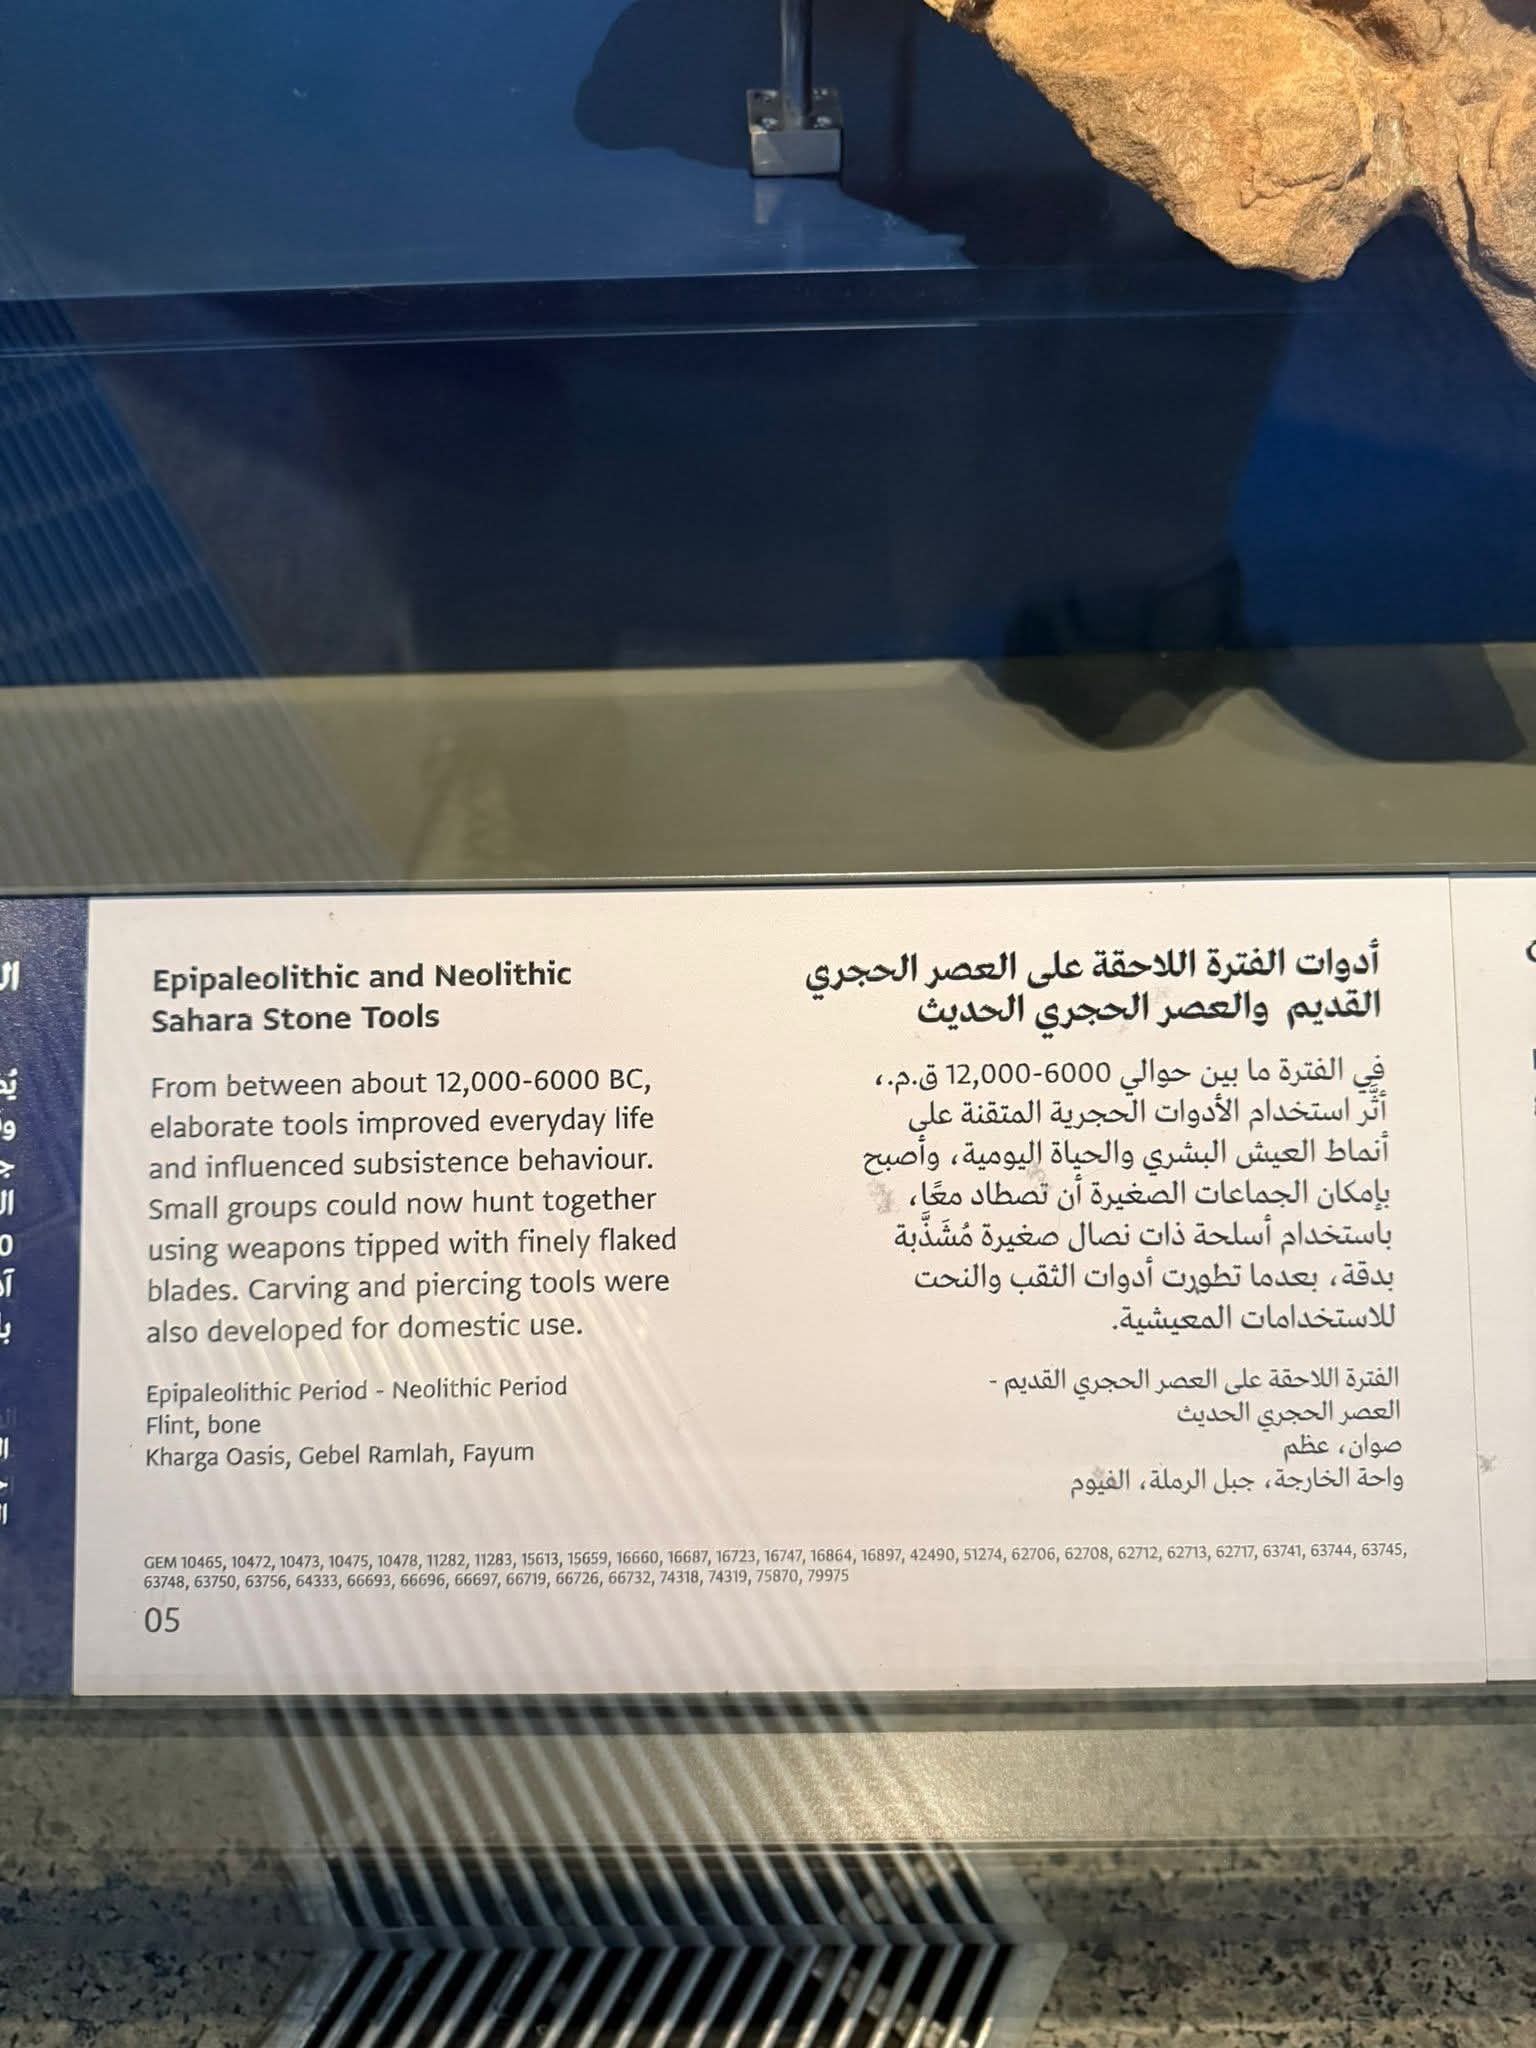 Epipaleolithic and Neolithic
Sahara Stone Tools
From between about 12,000-6000 BC,
elaborate tools improved everyday life
and influenced subsistence behaviour.
Small groups could now hunt together
using weapons tipped with finely flaked
blades. Carving and piercing tools were
also developed for domestic use.
Epipaleolithic Period - Neolithic Period
Flint, bone
Kharga Oasis, Gebel Ramlah, Fayum
أدوات الفترة اللاحقة على العصر الحجري
القديم والعصر الحجري الحديث
في الفترة ما بين حوالي 6000-12,000 ق.م.،
أثَّر استخدام الأدوات الحجرية المتقنة على
أنماط العيش البشري والحياة اليومية، وأصبح
بإمكان الجماعات الصغيرة أن تصطاد معًا،
باستخدام أسلحة ذات نصال صغيرة مُشَذَّبة
بدقة، بعدما تطورت أدوات الثقب والنحت
للاستخدامات المعيشية.
الفترة اللاحقة على العصر الحجري القديم -
العصر الحجري الحديث
صوان، عظم
واحة الخارجة، جبل الرملة، الفيوم
GEM 10465, 10472, 10473, 10475, 10478, 11282, 11283, 15613, 15659, 16660, 16687, 16723, 16747, 16864, 16897, 42490, 51274, 62706, 62708, 62712, 62713, 62717, 63741, 63744, 63745,
63748, 63750, 63756, 64333, 66693, 66696, 66697, 66719, 66726, 66732, 74318, 74319, 75870, 79975
05